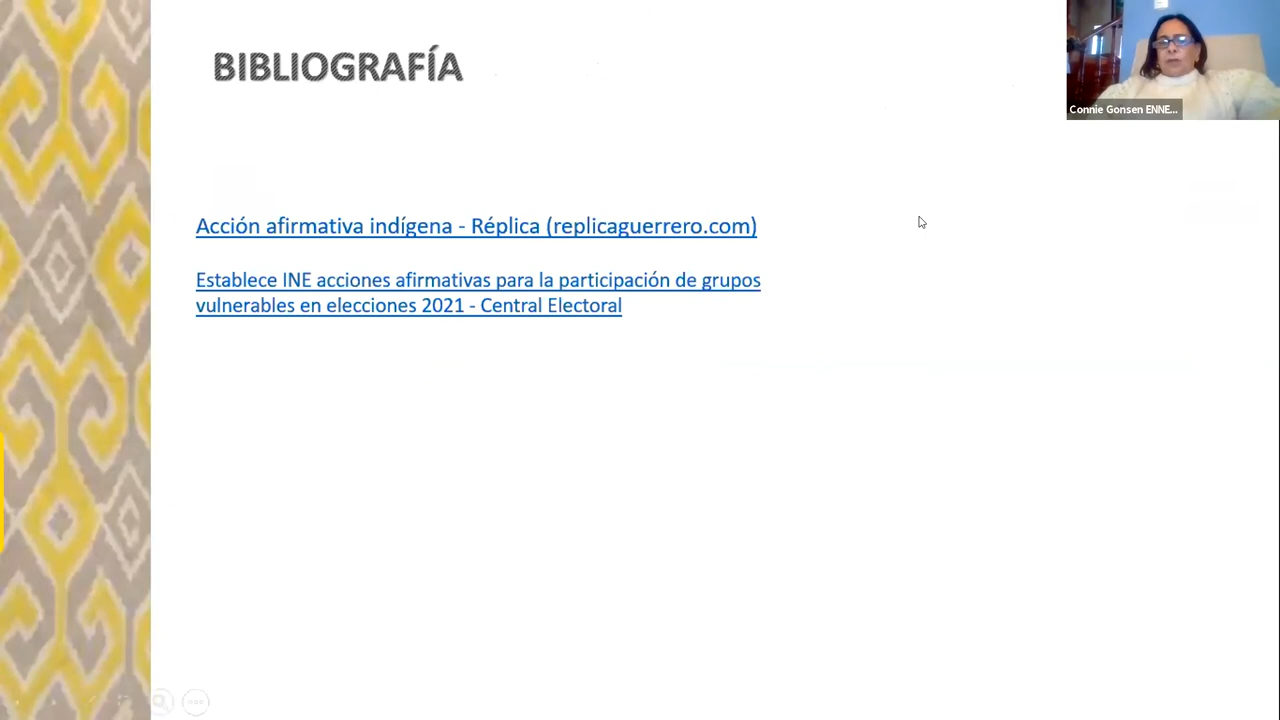 BIBLIOGRAFÍA
Connie Gonsen ENNE...
Acción afirmativa indígena - Réplica (replicaguerrero.com)
Establece INE acciones afirmativas para la participación de grupos
vulnerables en elecciones 2021 - Central Electoral